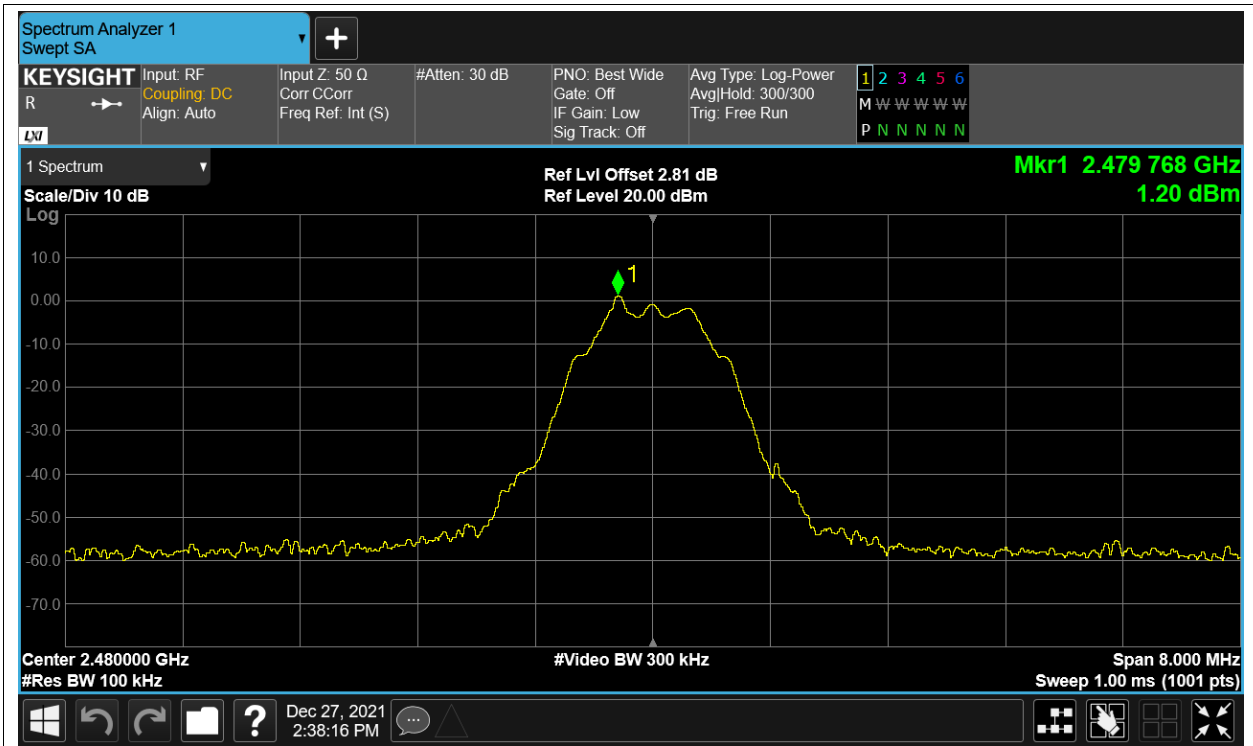 Spectrum Analyzer 1
Swept SA
KEYSIGHT
R
LXI
Input: RF
Coupling: DC
Align: Auto
Input Z: 50 Ω
Corr CCorr
Freq Ref: Int (S)
#Atten: 30 dB
PNO: Best Wide
Gate: Off
IF Gain: Low
Sig Track: Off
Avg Type: Log-Power
Avg|Hold: 300/300
Trig: Free Run
1 2 3 4 5 6
M W W W W W W
P N N N N N N
1 Spectrum
Scale/Div 10 dB
Log
Ref Lvl Offset 2.81 dB
Ref Level 20.00 dBm
Mkr1 2.479 768 GHz
1.20 dBm
1
10.0
0.00
-10.0
-20.0
-30.0
-40.0
-50.0
-60.0
-70.0
Center 2.480000 GHz
#Res BW 100 kHz
#Video BW 300 kHz
Span 8.000 MHz
Sweep 1.00 ms (1001 pts)
?
Dec 27, 2021
2:38:16 PM